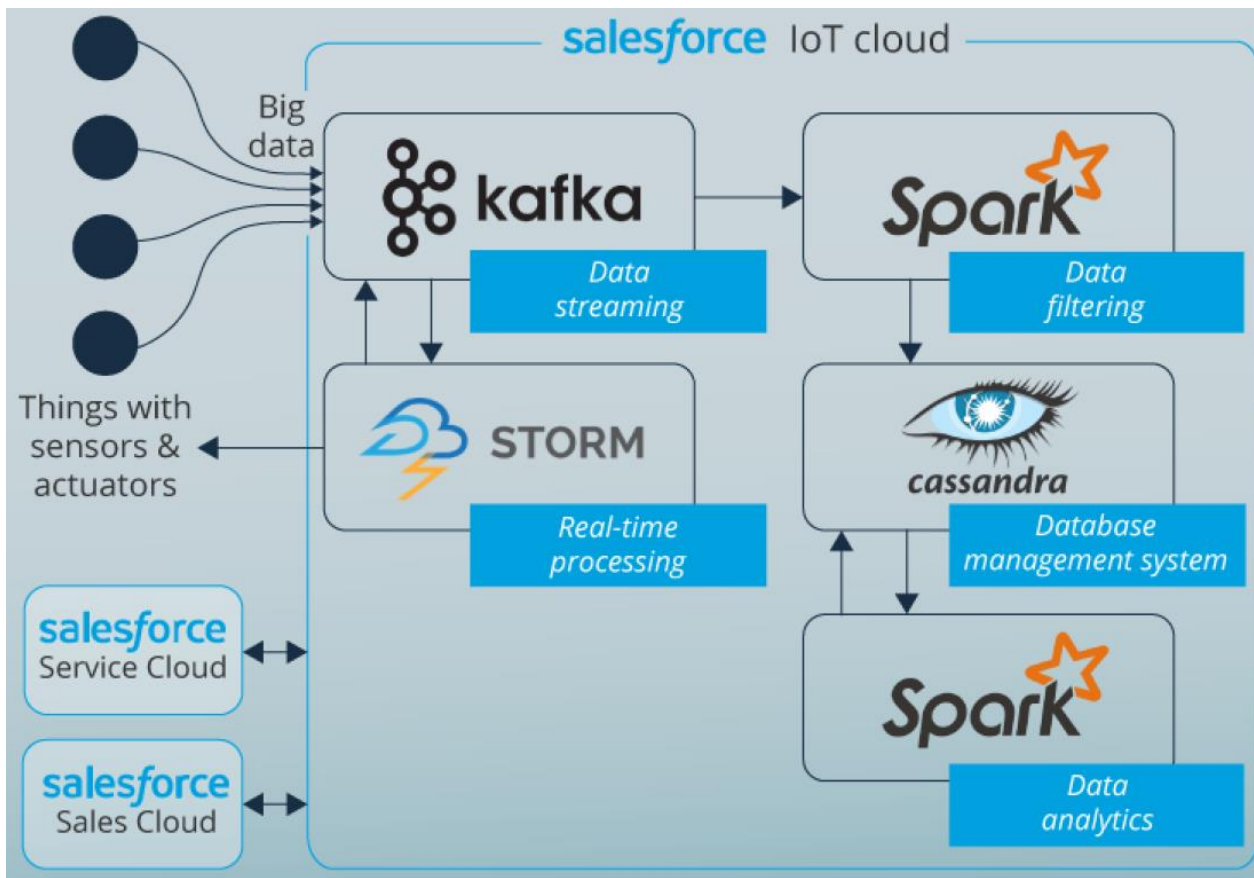 salesforce IoT cloud
Big
data
kafka
Data
streaming
Spark
Data
filtering
Things with
sensors &
actuators
STORM
Real-time
processing
cassandra
Database
management system
salesforce
Service Cloud
Spark
Data
analytics
salesforce
Sales Cloud